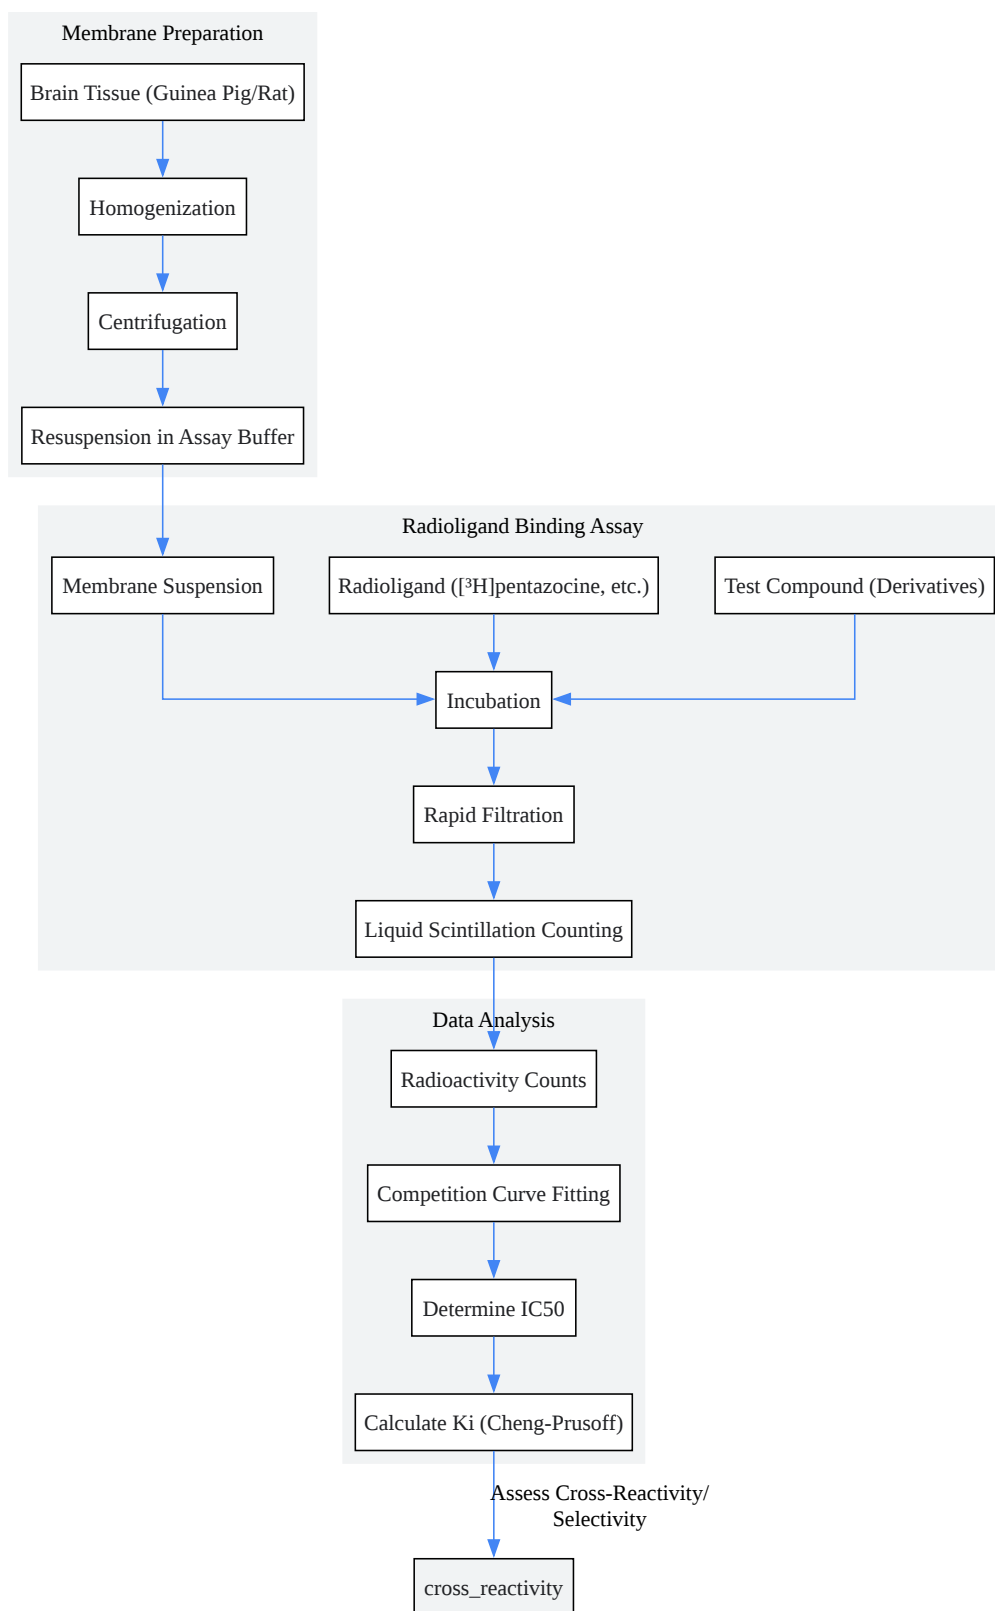 Membrane Preparation
Brain Tissue (Guinea Pig/Rat)
Homogenization
Centrifugation
Resuspension in Assay Buffer
Radioligand Binding Assay
Membrane Suspension
Radioligand ([³H]pentazocine, etc.)
Test Compound (Derivatives)
Incubation
Rapid Filtration
Liquid Scintillation Counting
Data Analysis
Radioactivity Counts
Competition Curve Fitting
Determine IC50
Calculate Ki (Cheng-Prusoff)
Assess Cross-Reactivity/
Selectivity
cross_reactivity